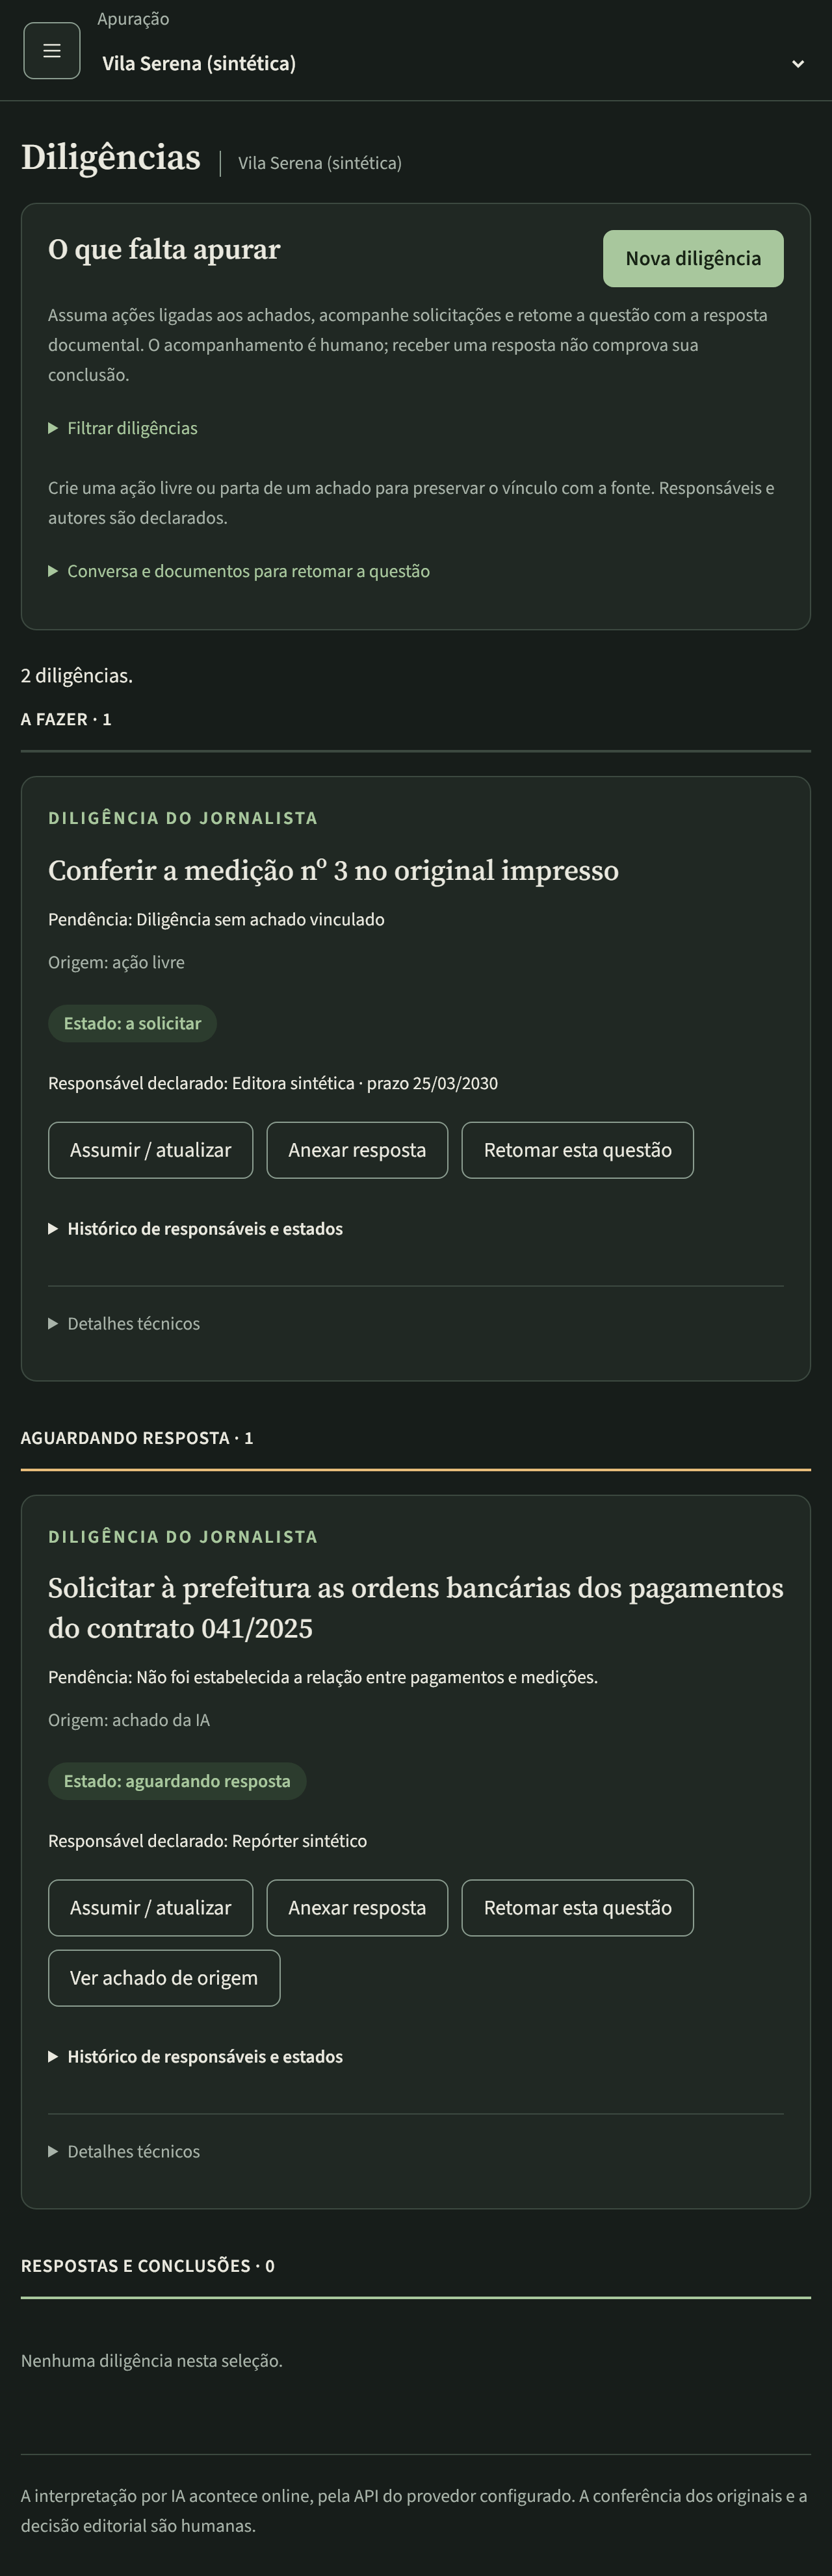 Apuração
Vila Serena (sintética)
Diligências
Vila Serena (sintética)
O que falta apurar
Nova diligência
Assuma ações ligadas aos achados, acompanhe solicitações e retome a questão com a resposta
documental. O acompanhamento é humano; receber uma resposta não comprova sua
conclusão.
Filtrar diligências
Crie uma ação livre ou parta de um achado para preservar o vínculo com a fonte. Responsáveis e
autores são declarados.
Conversa e documentos para retomar a questão
2 diligências.
A FAZER · 1
DILIGÊNCIA DO JORNALISTA
Conferir a medição nº 3 no original impresso
Pendência: Diligência sem achado vinculado
Origem: ação livre
Estado: a solicitar
Responsável declarado: Editora sintética · prazo 25/03/2030
Assumir / atualizar
Anexar resposta
Retomar esta questão
Histórico de responsáveis e estados
Detalhes técnicos
AGUARDANDO RESPOSTA · 1
DILIGÊNCIA DO JORNALISTA
Solicitar à prefeitura as ordens bancárias dos pagamentos
do contrato 041/2025
Pendência: Não foi estabelecida a relação entre pagamentos e medições.
Origem: achado da IA
Estado: aguardando resposta
Responsável declarado: Repórter sintético
Assumir / atualizar
Anexar resposta
Retomar esta questão
Ver achado de origem
Histórico de responsáveis e estados
Detalhes técnicos
RESPOSTAS E CONCLUSÕES · 0
Nenhuma diligência nesta seleção.
A interpretação por IA acontece online, pela API do provedor configurado. A conferência dos originais e a
decisão editorial são humanas.